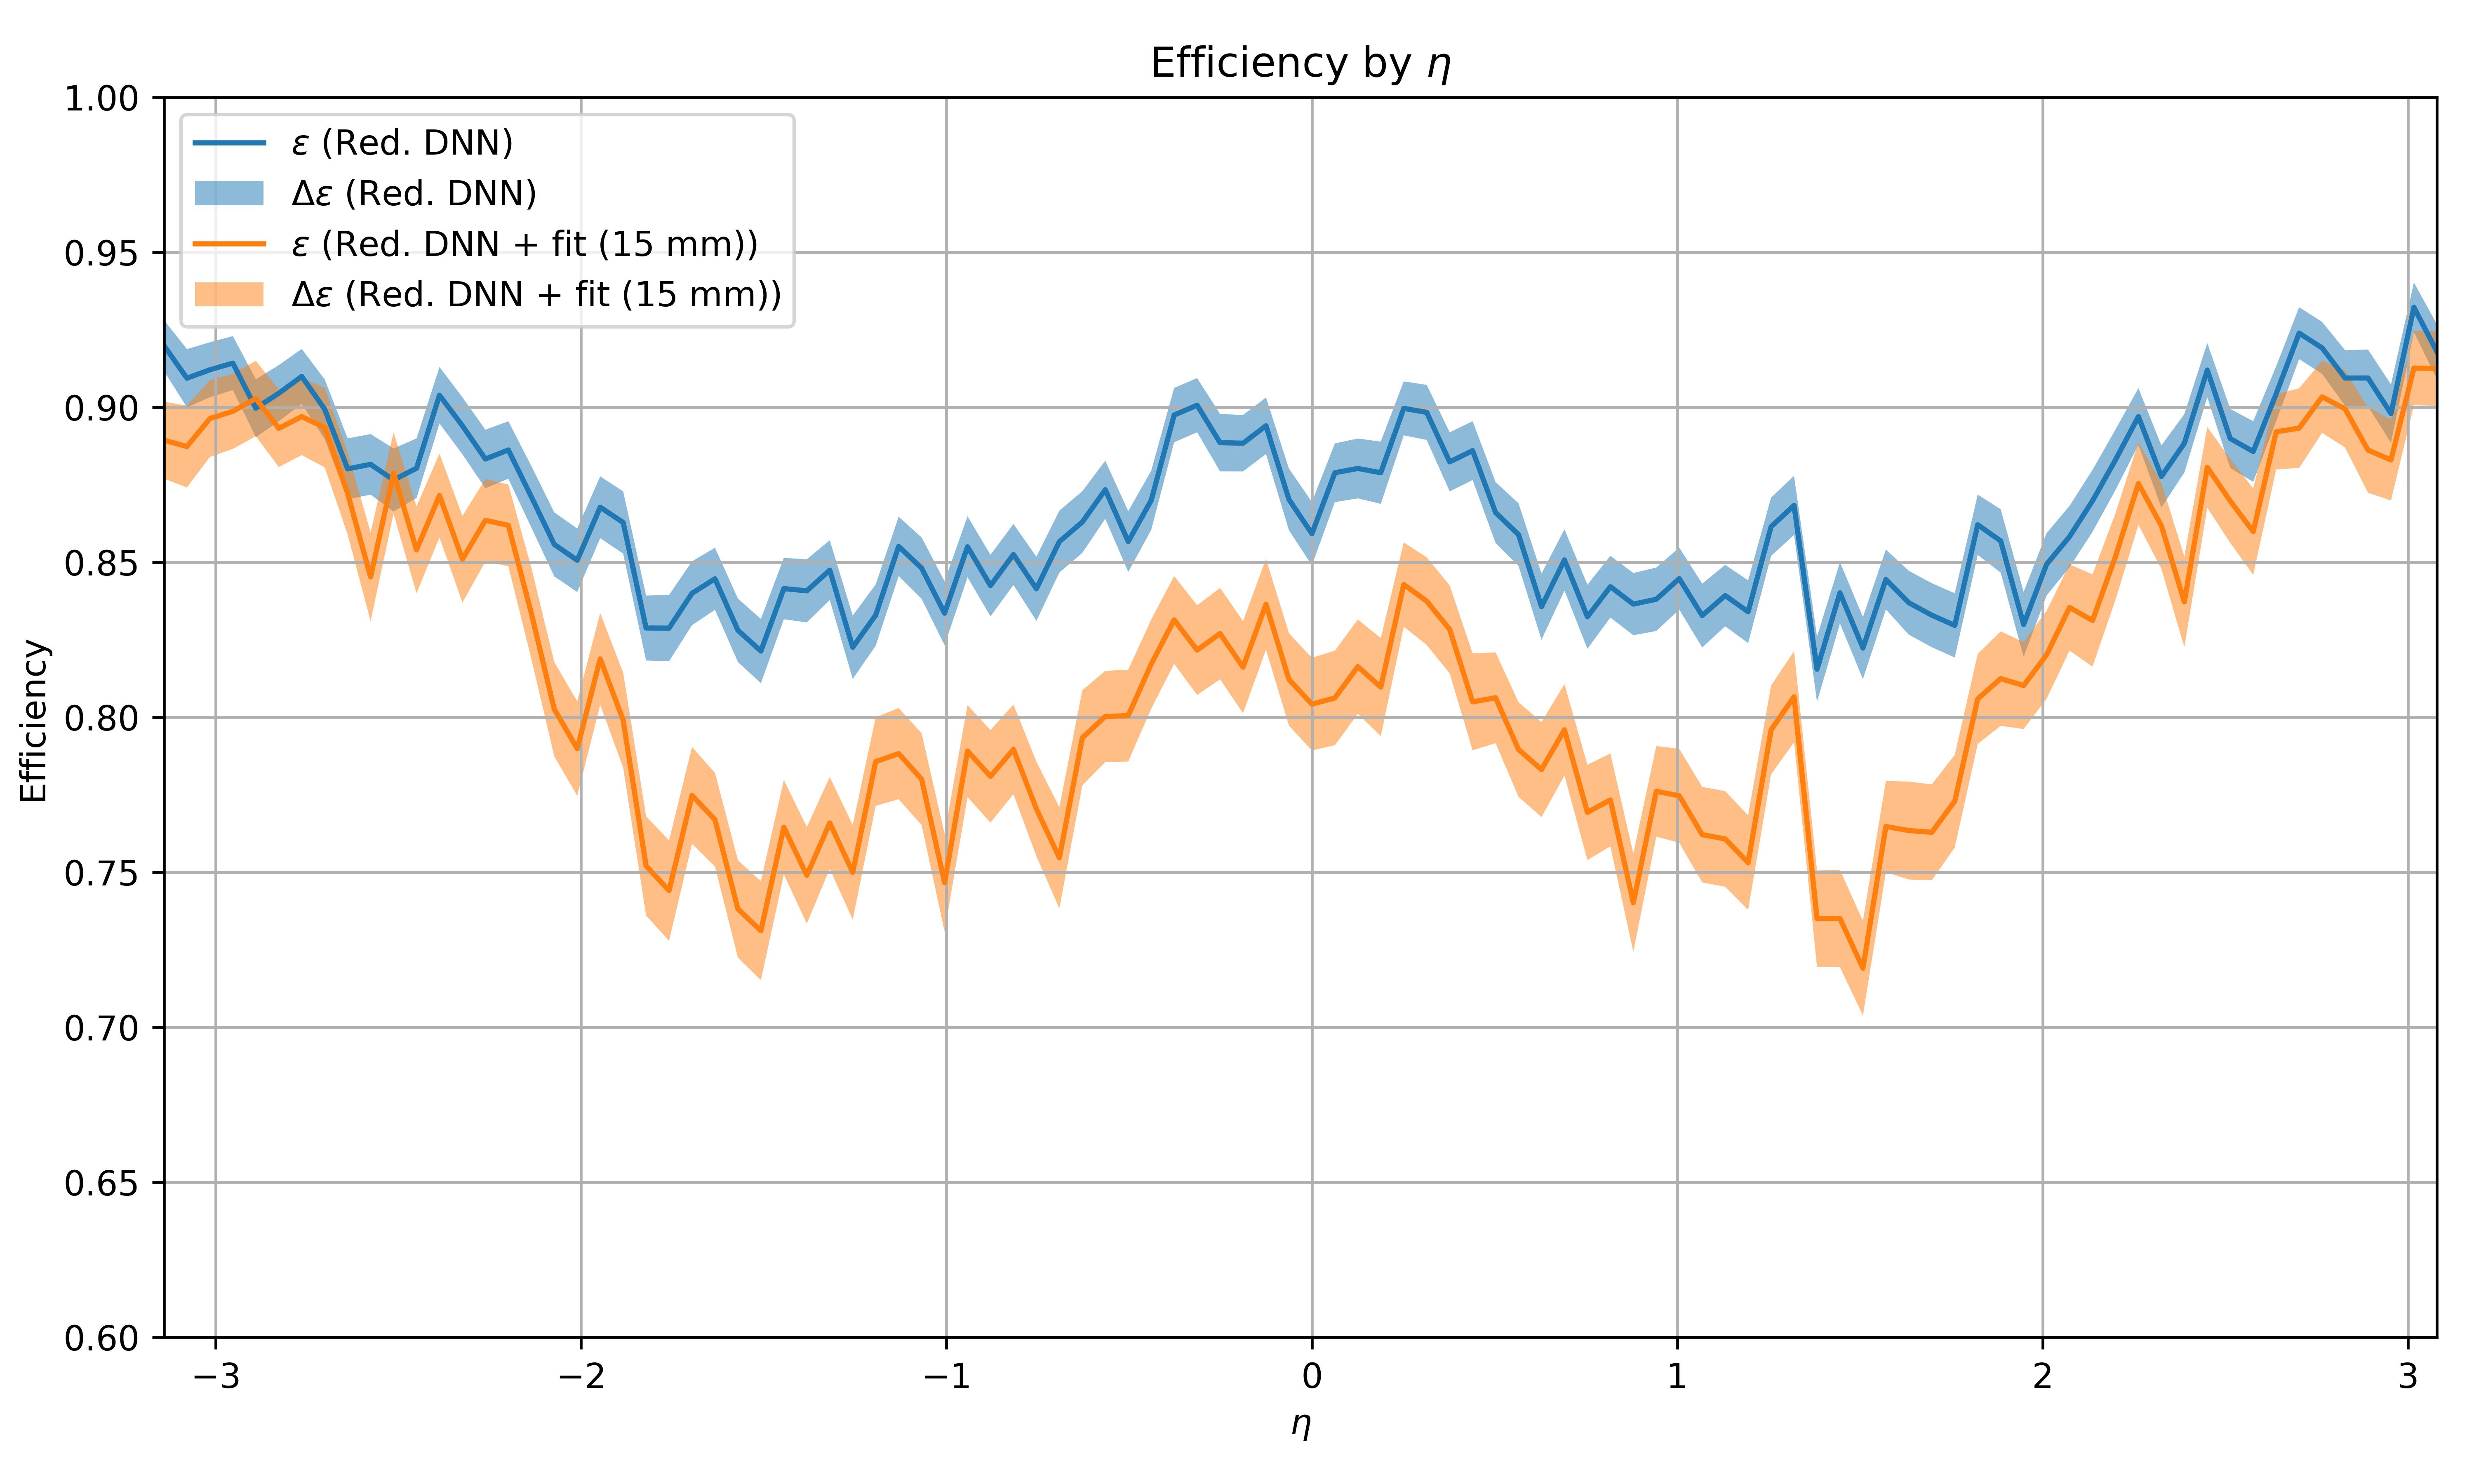 Efficiency by η
1.00
0.95
0.90
0.85
0.80
0.75
0.70
0.65
0.60
Efficiency
ε (Red. DNN)
Δε (Red. DNN)
ε (Red. DNN + fit (15 mm))
Δε (Red. DNN + fit (15 mm))
−3 −2 −1 0 1 2 3
η